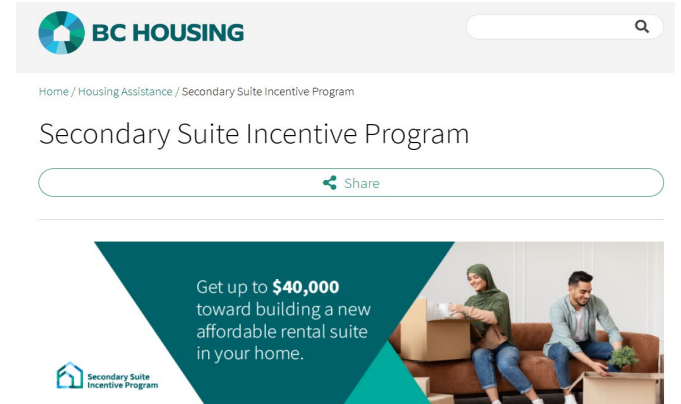 BC HOUSING
Home / Housing Assistance / Secondary Suite Incentive Program
Secondary Suite Incentive Program
Share
Get up to $40,000
toward building a new
affordable rental suite
in your home.
Secondary Suite
Incentive Program